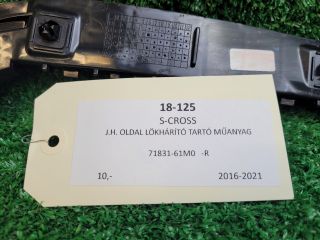 18-125
S-CROSS
J.H. OLDAL LÖKHÁRÍTÓ TARTÓ MŰANYAG
71831-61M0 -R
10,- 2016-2021